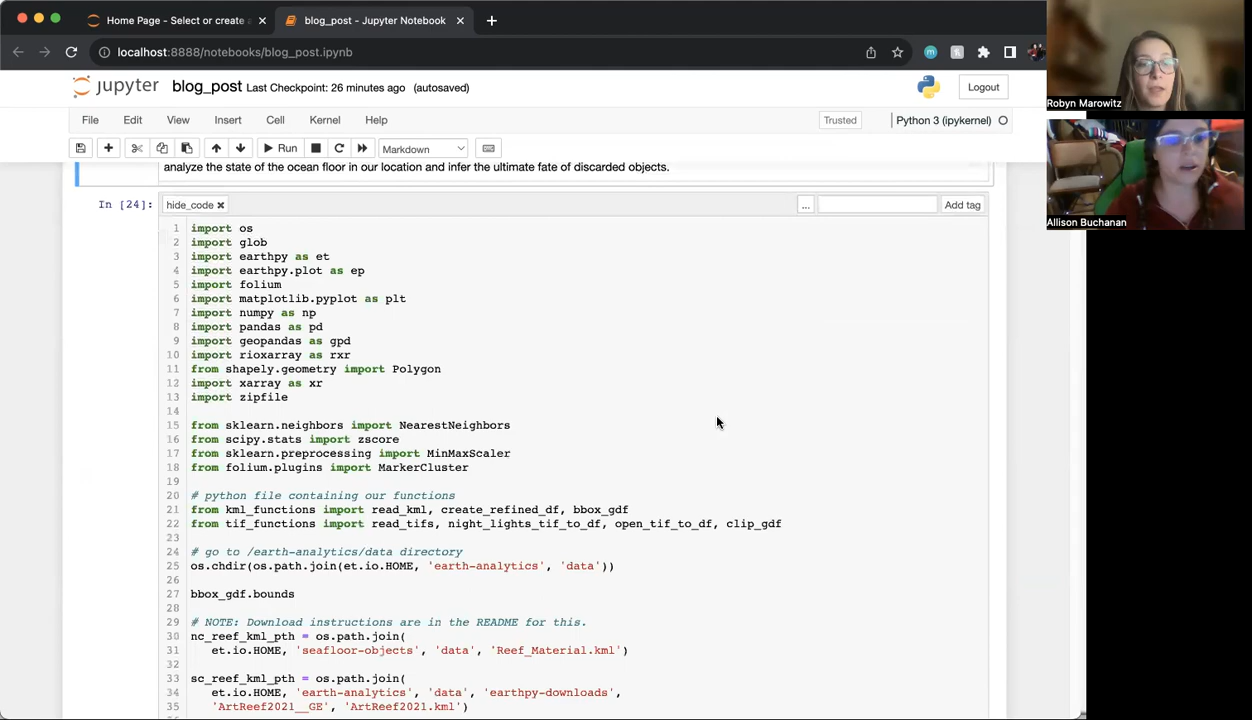 Home Page - Select or create a
blog_post - Jupyter Notebook
localhost:8888/notebooks/blog_post.ipynb
jupyter blog_post Last Checkpoint: 26 minutes ago (autosaved)
Logout
File Edit View Insert Cell Kernel Help
Trusted Python 3 (ipykernel)
Run Markdown
analyze the state of the ocean floor in our location and infer the ultimate fate of discarded objects.
In [24]:
hide_code
... Add tag
1 import os
2 import glob
3 import earthpy as et
4 import earthpy.plot as ep
5 import folium
6 import matplotlib.pyplot as plt
7 import numpy as np
8 import pandas as pd
9 import geopandas as gpd
10 import rioxarray as rxr
11 from shapely.geometry import Polygon
12 import xarray as xr
13 import zipfile
14
15 from sklearn.neighbors import NearestNeighbors
16 from scipy.stats import zscore
17 from sklearn.preprocessing import MinMaxScaler
18 from folium.plugins import MarkerCluster
19
20 # python file containing our functions
21 from kml_functions import read_kml, create_refined_df, bbox_gdf
22 from tif_functions import read_tifs, night_lights_tif_to_df, open_tif_to_df, clip_gdf
23
24 # go to /earth-analytics/data directory
25 os.chdir(os.path.join(et.io.HOME, 'earth-analytics', 'data'))
26
27 bbox_gdf.bounds
28
29 # NOTE: Download instructions are in the README for this.
30 nc_reef_kml_pth = os.path.join(
31 et.io.HOME, 'seafloor-objects', 'data', 'Reef_Material.kml')
32
33 sc_reef_kml_pth = os.path.join(
34 et.io.HOME, 'earth-analytics', 'data', 'earthpy-downloads',
35 'ArtReef2021__GE', 'ArtReef2021.kml')
Robyn Marowitz
Allison Buchanan